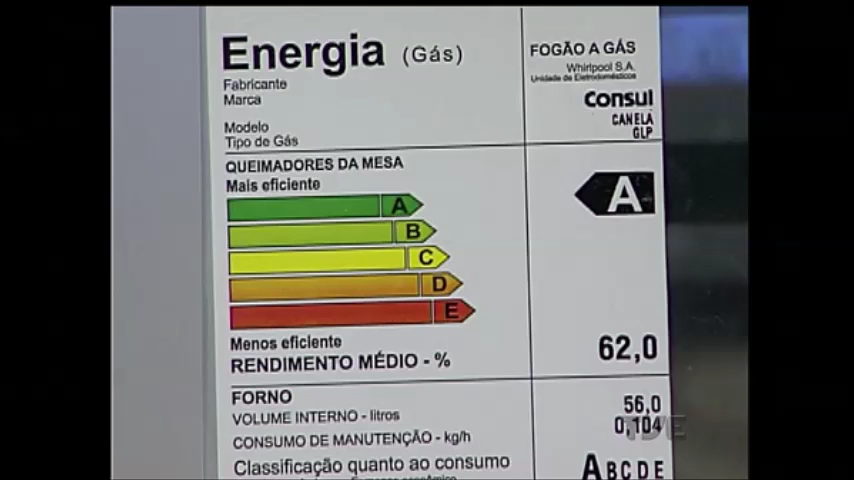 Energia (Gás)
FOGÃO A GÁS
Fabricante
Whirlpool S.A.
Unidade de Eletrodomésticos
Marca
Consul
Modelo
CANELA
Tipo de Gás
GLP
QUEIMADORES DA MESA
Mais eficiente
A
A
B
C
D
E
Menos eficiente
RENDIMENTO MÉDIO - %
62,0
FORNO
VOLUME INTERNO - litros
56,0
CONSUMO DE MANUTENÇÃO - kg/h
0,104
TVE
Classificação quanto ao consumo
A B C D E